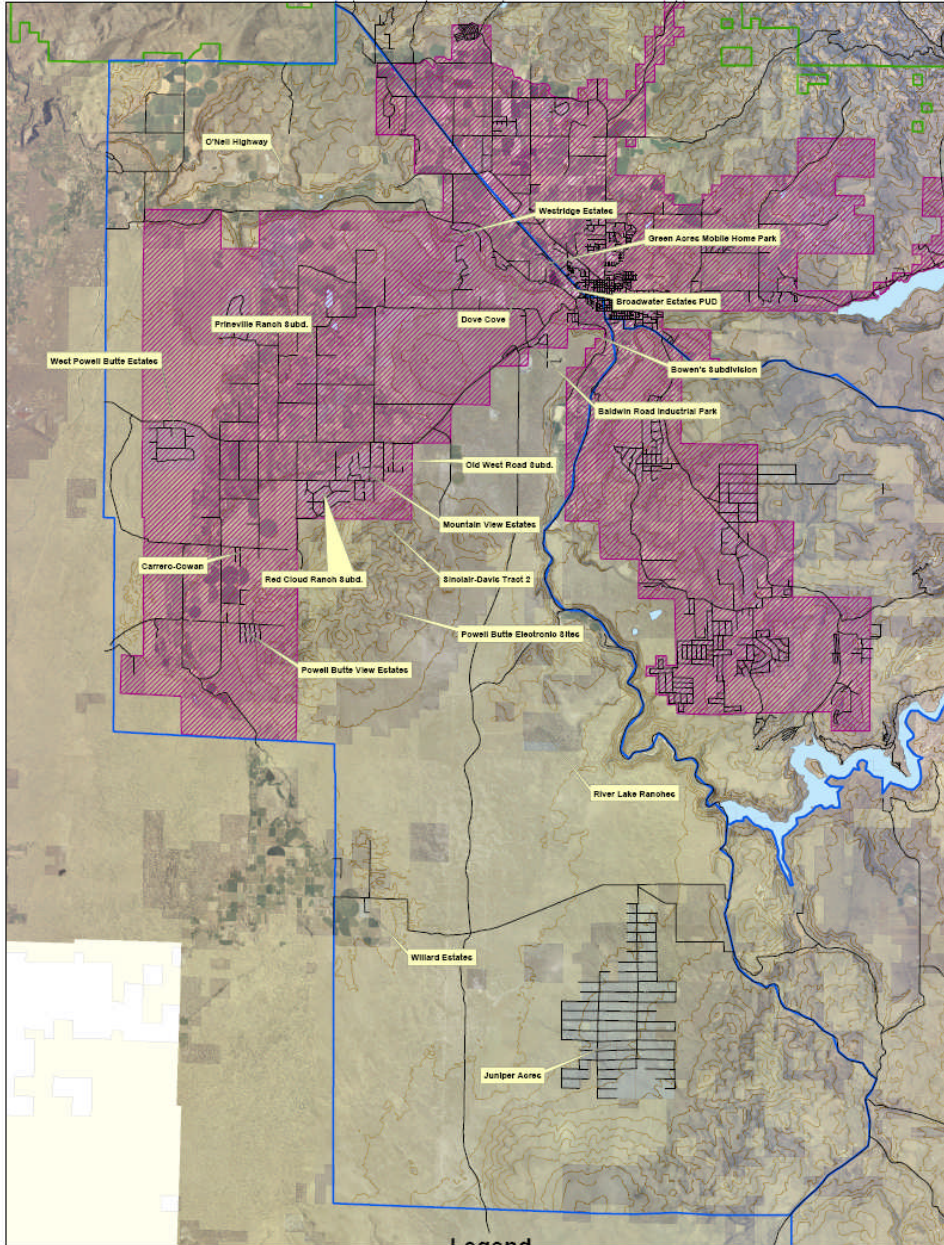 O'Neil Highway
Westridge Estates
Green Acres Mobile Home Park
Broadwater Estates PUD
Prineville Ranch Subd.
Dove Cove
West Powell Butte Estates
Bowen's Subdivision
Baldwin Road Industrial Park
Old West Road Subd.
Mountain View Estates
Carrero-Cowan
Red Cloud Ranch Subd.
Sinclair-Davis Tract 2
Powell Butte Electronic Sites
Powell Butte View Estates
River Lake Ranches
Willard Estates
Juniper Acres
Legend